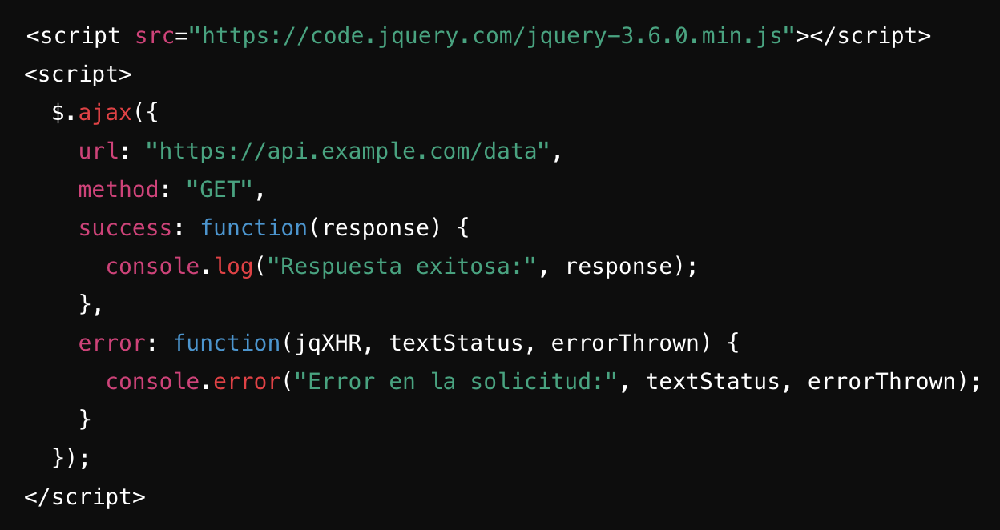 <script src="https://code.jquery.com/jquery-3.6.0.min.js"></script>
<script>
  $.ajax({
    url: "https://api.example.com/data",
    method: "GET",
    success: function(response) {
      console.log("Respuesta exitosa:", response);
    },
    error: function(jqXHR, textStatus, errorThrown) {
      console.error("Error en la solicitud:", textStatus, errorThrown);
    }
  });
</script>